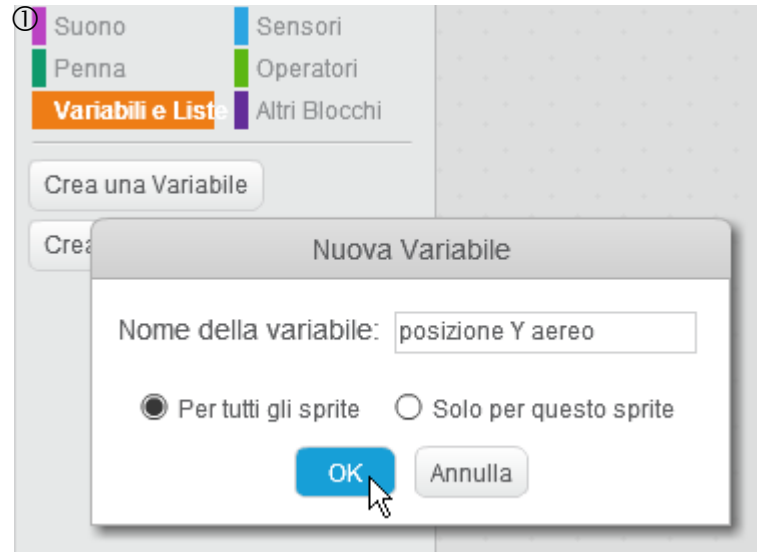 ①
Suono Sensori
Penna Operatori
Variabili e Liste Altri Blocchi
Crea una Variabile
Crea
Nuova Variabile
Nome della variabile: posizione Y aereo
Per tutti gli sprite Solo per questo sprite
OK Annulla